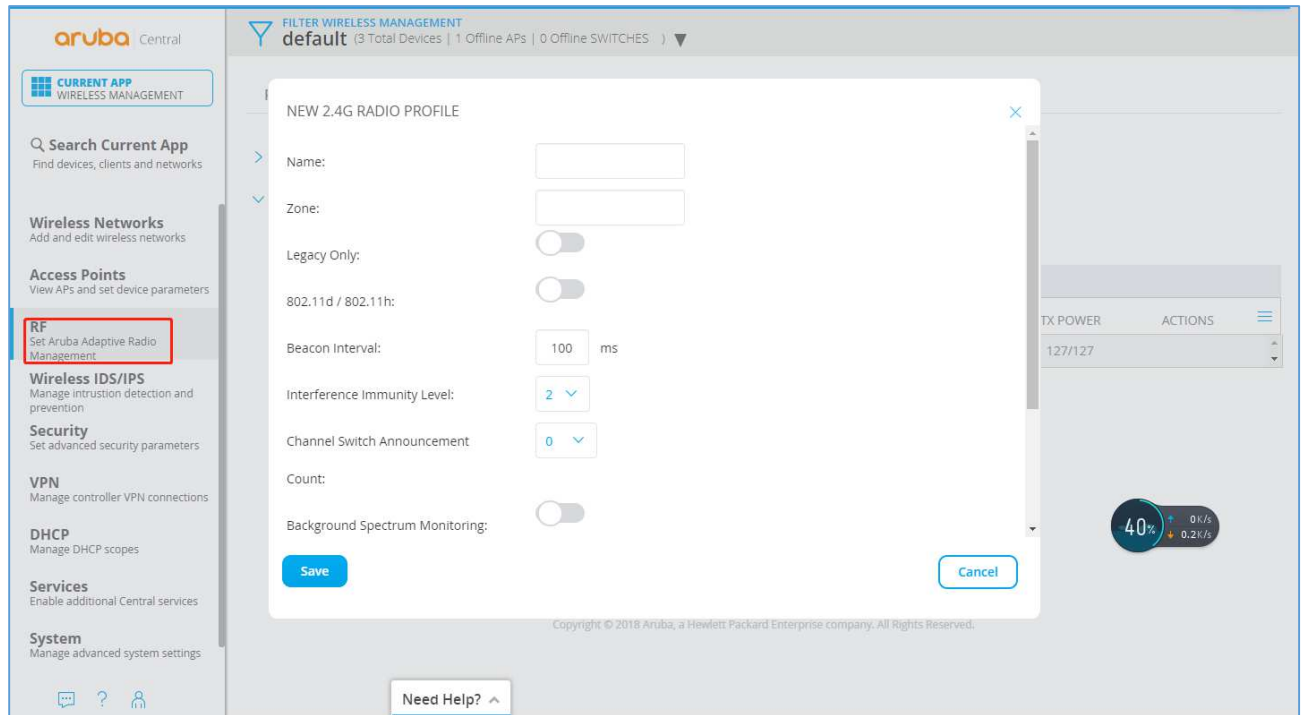 aruba Central
CURRENT APP
WIRELESS MANAGEMENT
Search Current App
Find devices, clients and networks
Wireless Networks
Add and edit wireless networks
Access Points
View APs and set device parameters
RF
Set Aruba Adaptive Radio
Management
Wireless IDS/IPS
Manage intrustion detection and
prevention
Security
Set advanced security parameters
VPN
Manage controller VPN connections
DHCP
Manage DHCP scopes
Services
Enable additional Central services
System
Manage advanced system settings
?
FILTER WIRELESS MANAGEMENT
default (3 Total Devices | 1 Offline APs | 0 Offline SWITCHES )
NEW 2.4G RADIO PROFILE
Name:
Zone:
Legacy Only:
802.11d / 802.11h:
Beacon Interval: 100 ms
Interference Immunity Level: 2
Channel Switch Announcement 0
Count:
Background Spectrum Monitoring:
Save
Cancel
TX POWER ACTIONS
127/127
40% 0K/s
0.2K/s
Copyright © 2018 Aruba, a Hewlett Packard Enterprise company. All Rights Reserved.
Need Help?